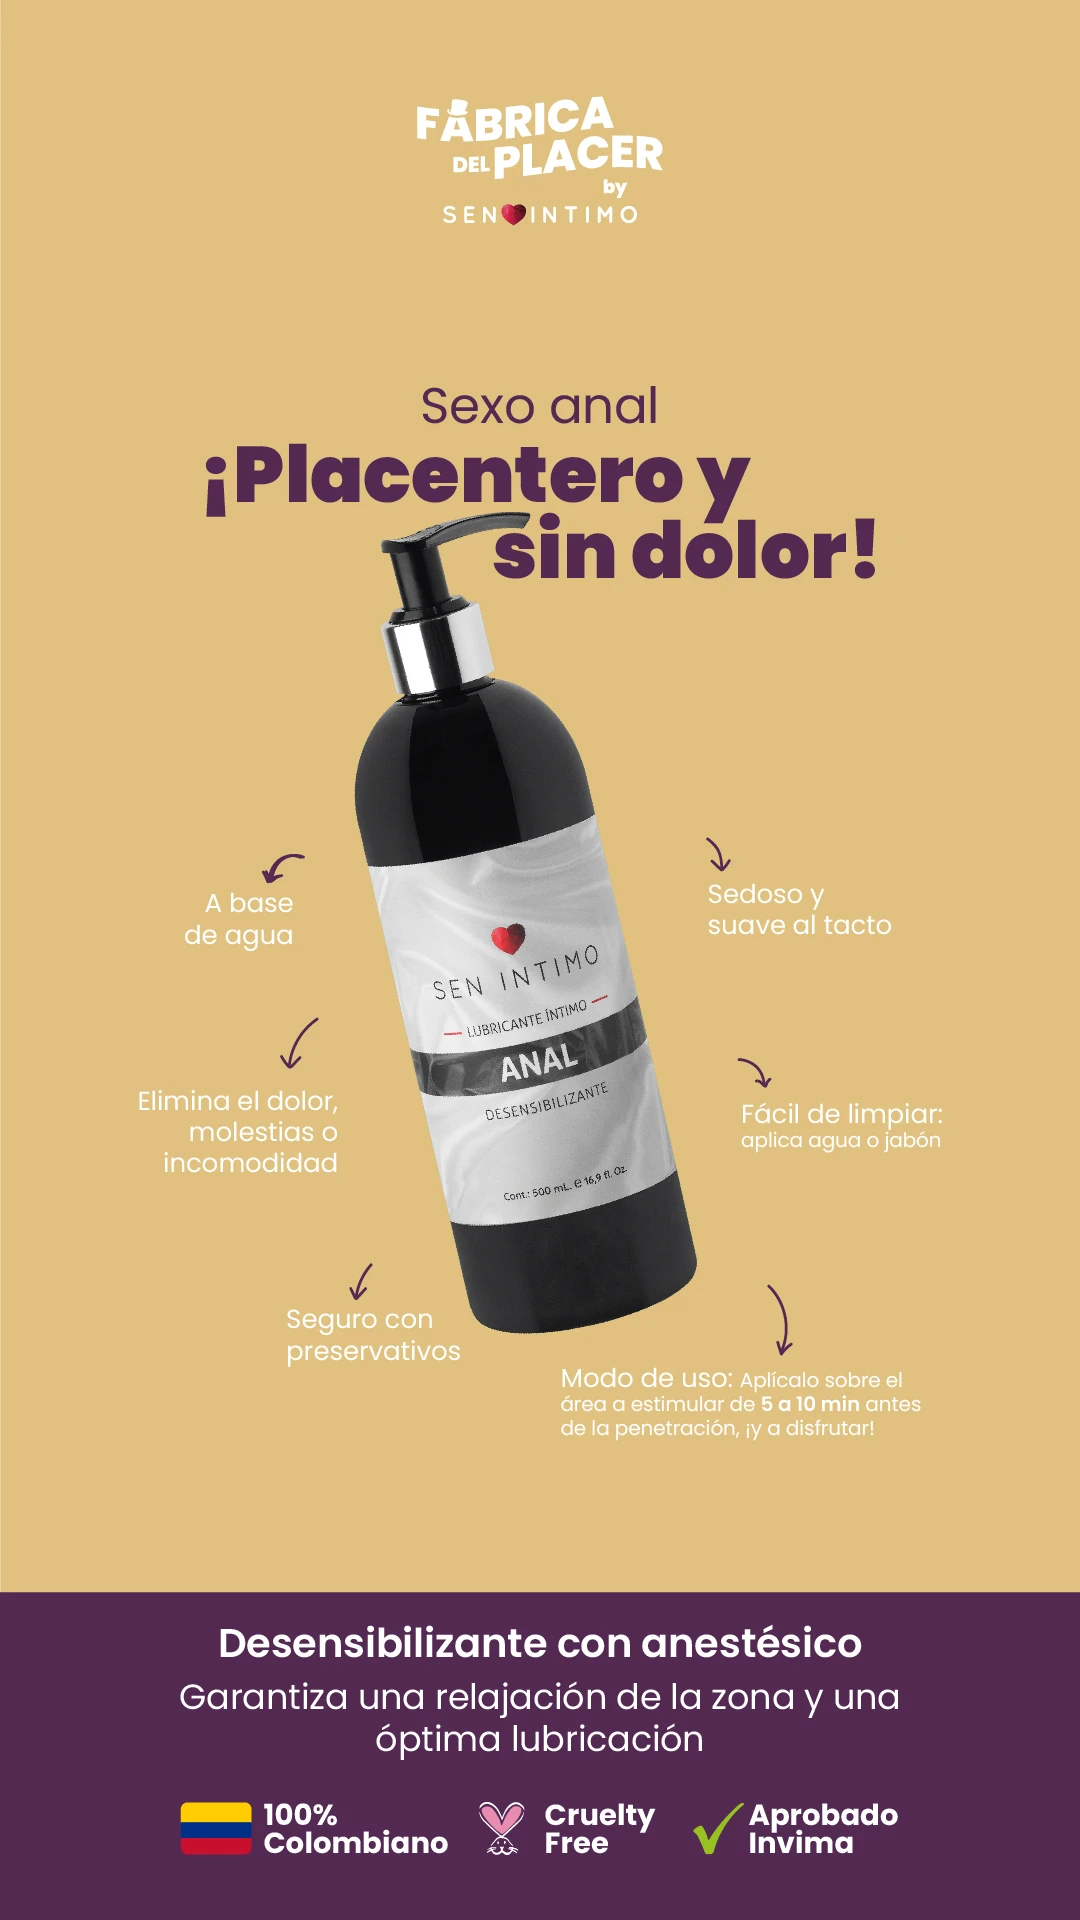 FÁBRICA
DEL PLACER
by
SEN INTIMO
Sexo anal
¡Placentero y
sin dolor!
A base
de agua
Sedoso y
suave al tacto
SEN INTIMO
LUBRICANTE ÍNTIMO
ANAL
DESENSIBILIZANTE
Cont.: 500 mL. e 16,9 fl. Oz.
Elimina el dolor,
molestias o
incomodidad
Fácil de limpiar:
aplica agua o jabón
Seguro con
preservativos
Modo de uso: Aplícalo sobre el
área a estimular de 5 a 10 min antes
de la penetración, ¡y a disfrutar!
Desensibilizante con anestésico
Garantiza una relajación de la zona y una
óptima lubricación
100%
Colombiano
Cruelty
Free
Aprobado
Invima